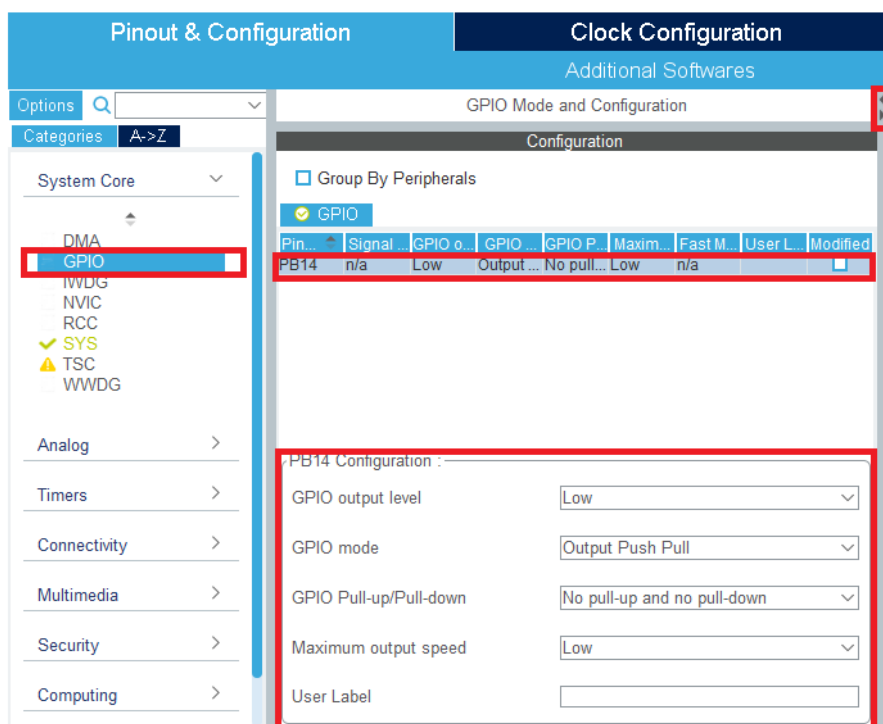 Pinout & Configuration
Clock Configuration
Additional Softwares
Options
Categories
A->Z
System Core
DMA
GPIO
IWDG
NVIC
RCC
SYS
TSC
WWDG
Analog
Timers
Connectivity
Multimedia
Security
Computing
GPIO Mode and Configuration
Configuration
Group By Peripherals
GPIO
Pin... Signal ... GPIO o... GPIO ... GPIO P... Maxim... Fast M... User L... Modified
PB14 n/a Low Output ... No pull... Low n/a
PB14 Configuration :
GPIO output level Low
GPIO mode Output Push Pull
GPIO Pull-up/Pull-down No pull-up and no pull-down
Maximum output speed Low
User Label